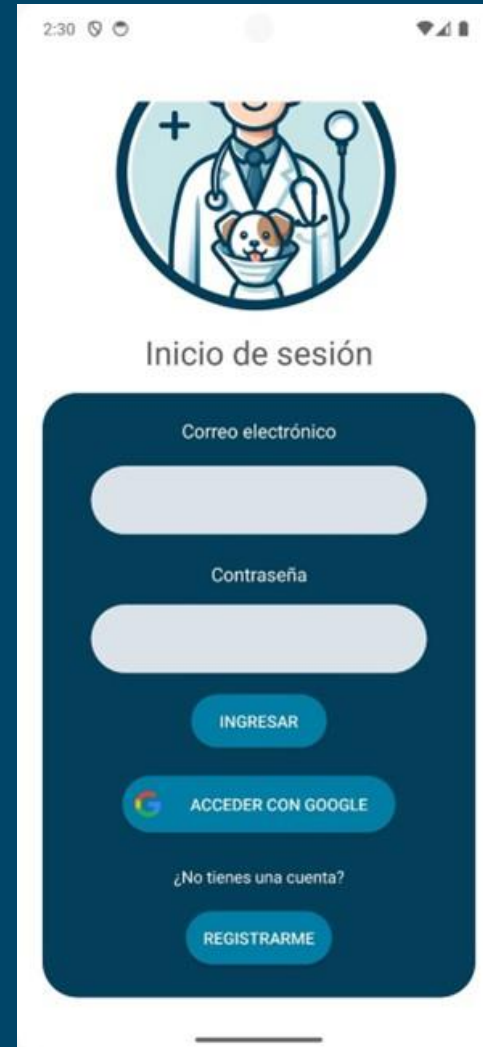 2:30
Inicio de sesión
Correo electrónico
Contraseña
INGRESAR
ACCEDER CON GOOGLE
¿No tienes una cuenta?
REGISTRARME